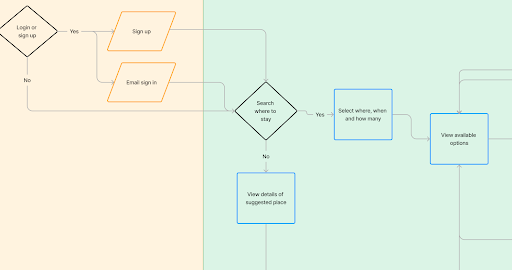 Login or
sign up
Yes
Sign up
Email sign in
No
Search
where to
stay
Yes
Select where, when
and how many
View available
options
No
View details of
suggested place